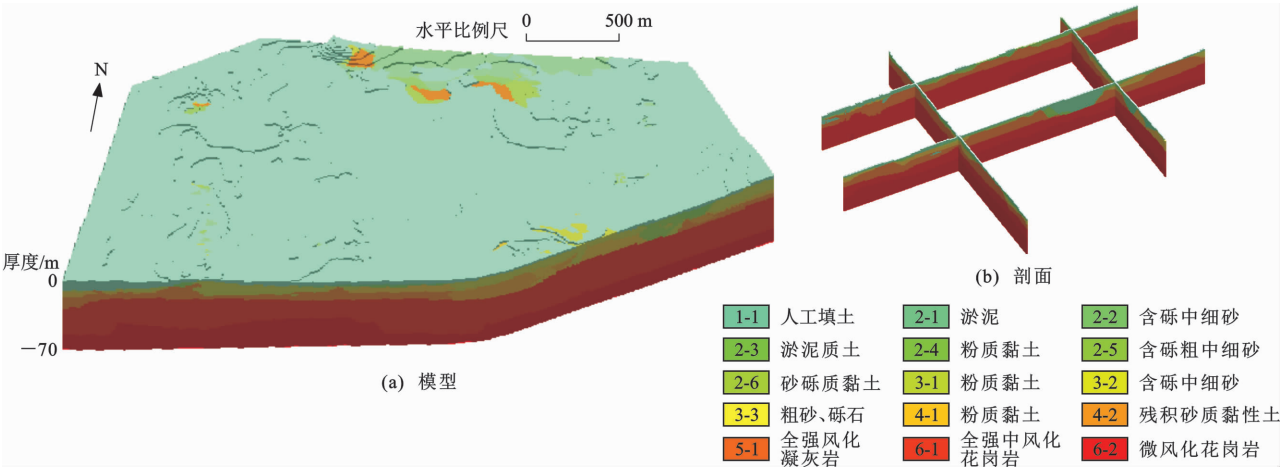 水平比例尺 0 500 m
N
厚度/m
0
－70
(a) 模型
(b) 剖面
1-1 人工填土 2-1 淤泥 2-2 含砾中细砂
2-3 淤泥质土 2-4 粉质黏土 2-5 含砾粗中细砂
2-6 砂砾质黏土 3-1 粉质黏土 3-2 含砾中细砂
3-3 粗砂、砾石 4-1 粉质黏土 4-2 残积砂质黏性土
5-1 全强风化凝灰岩 6-1 全强中风化花岗岩 6-2 微风化花岗岩